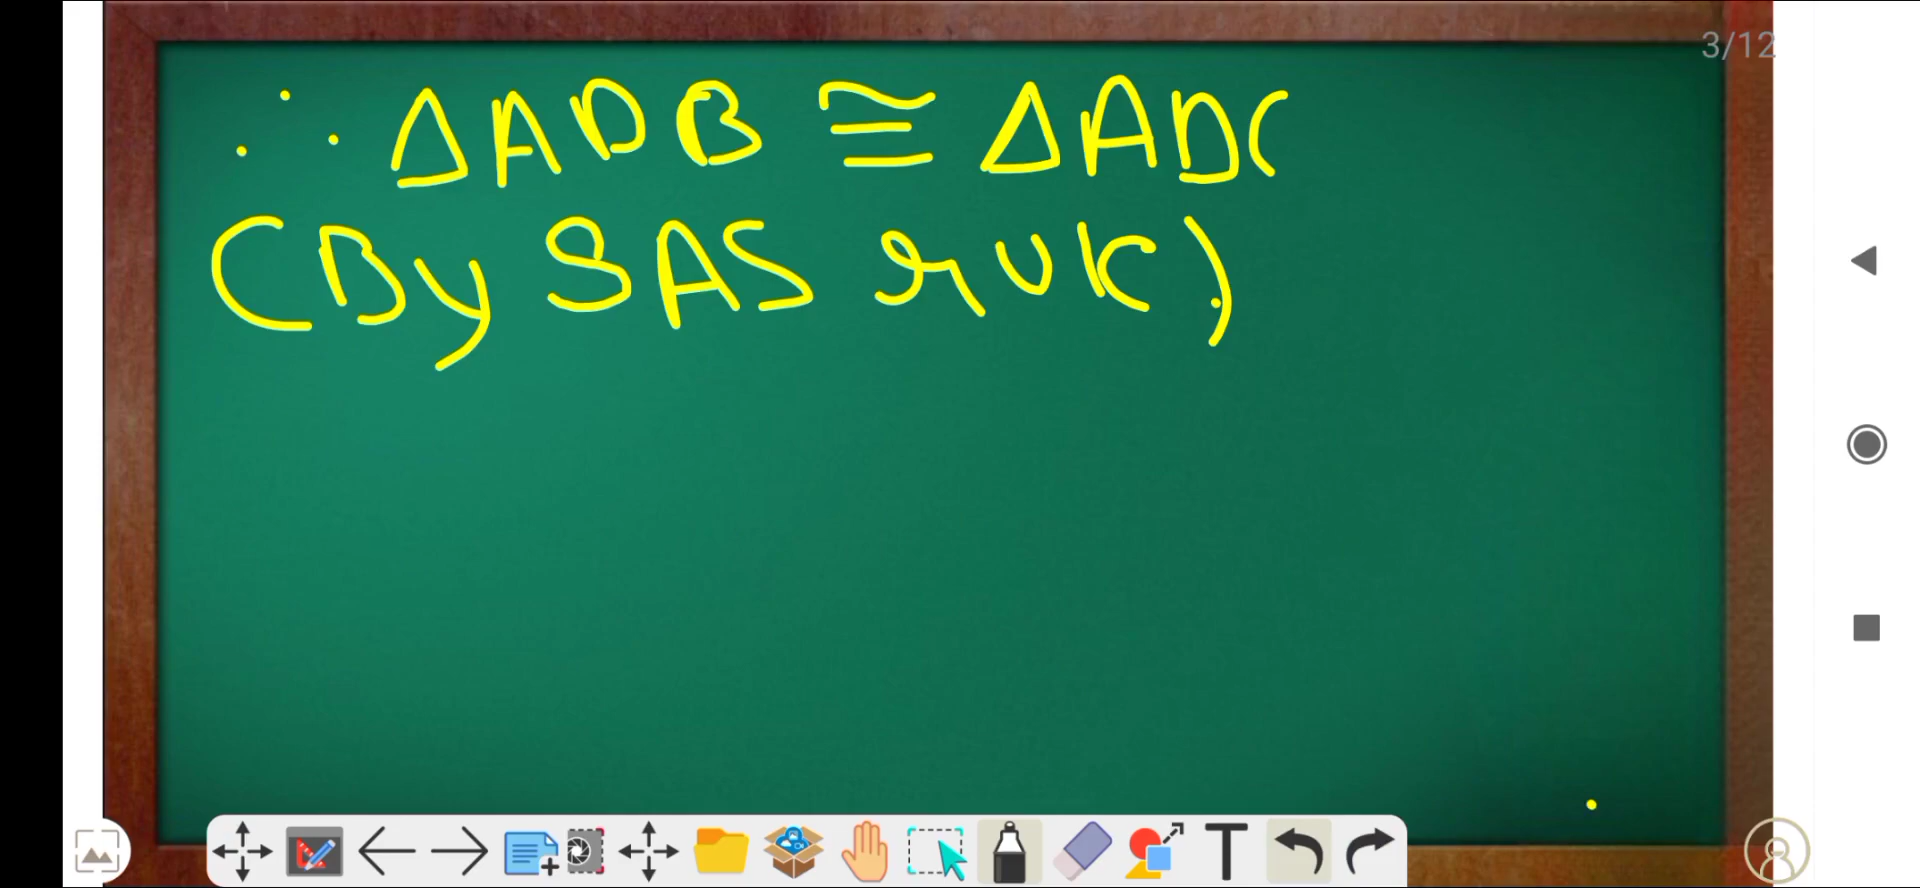 3/12
∴ ΔADB ≅ ΔADC
(By SAS rule)
T